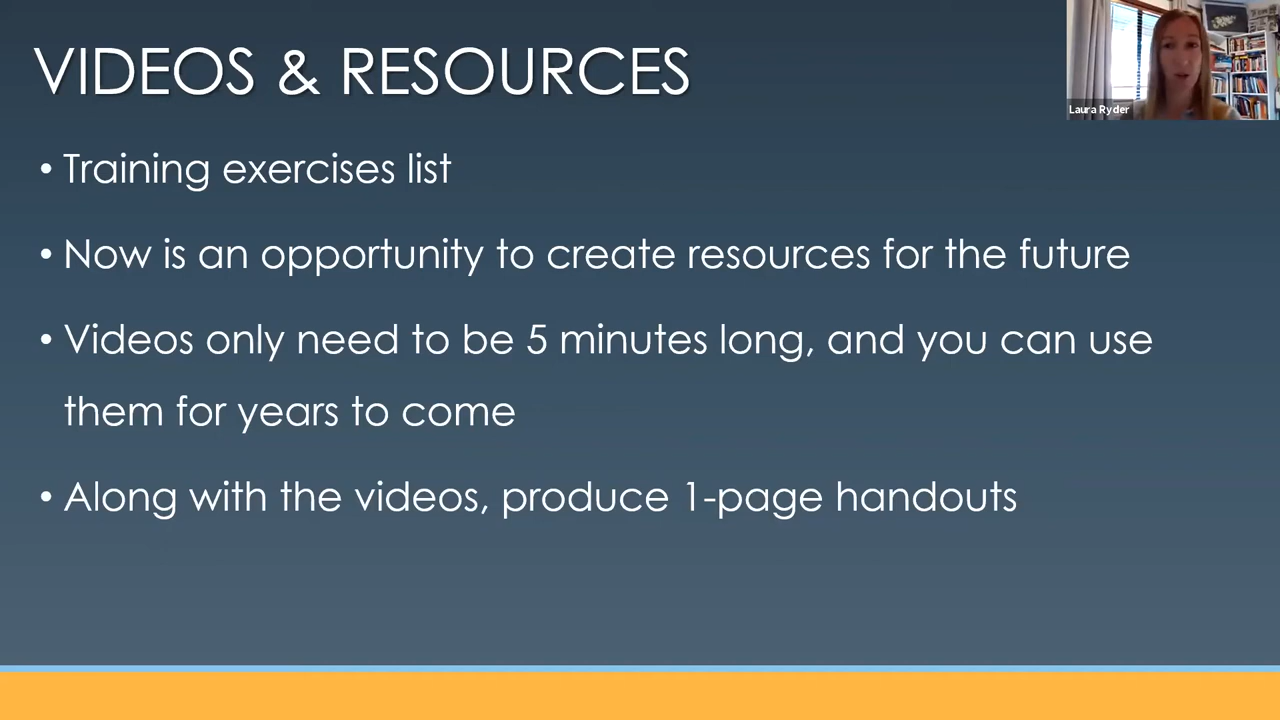 VIDEOS & RESOURCES
Laura Ryder
• Training exercises list
• Now is an opportunity to create resources for the future
• Videos only need to be 5 minutes long, and you can use
them for years to come
• Along with the videos, produce 1-page handouts